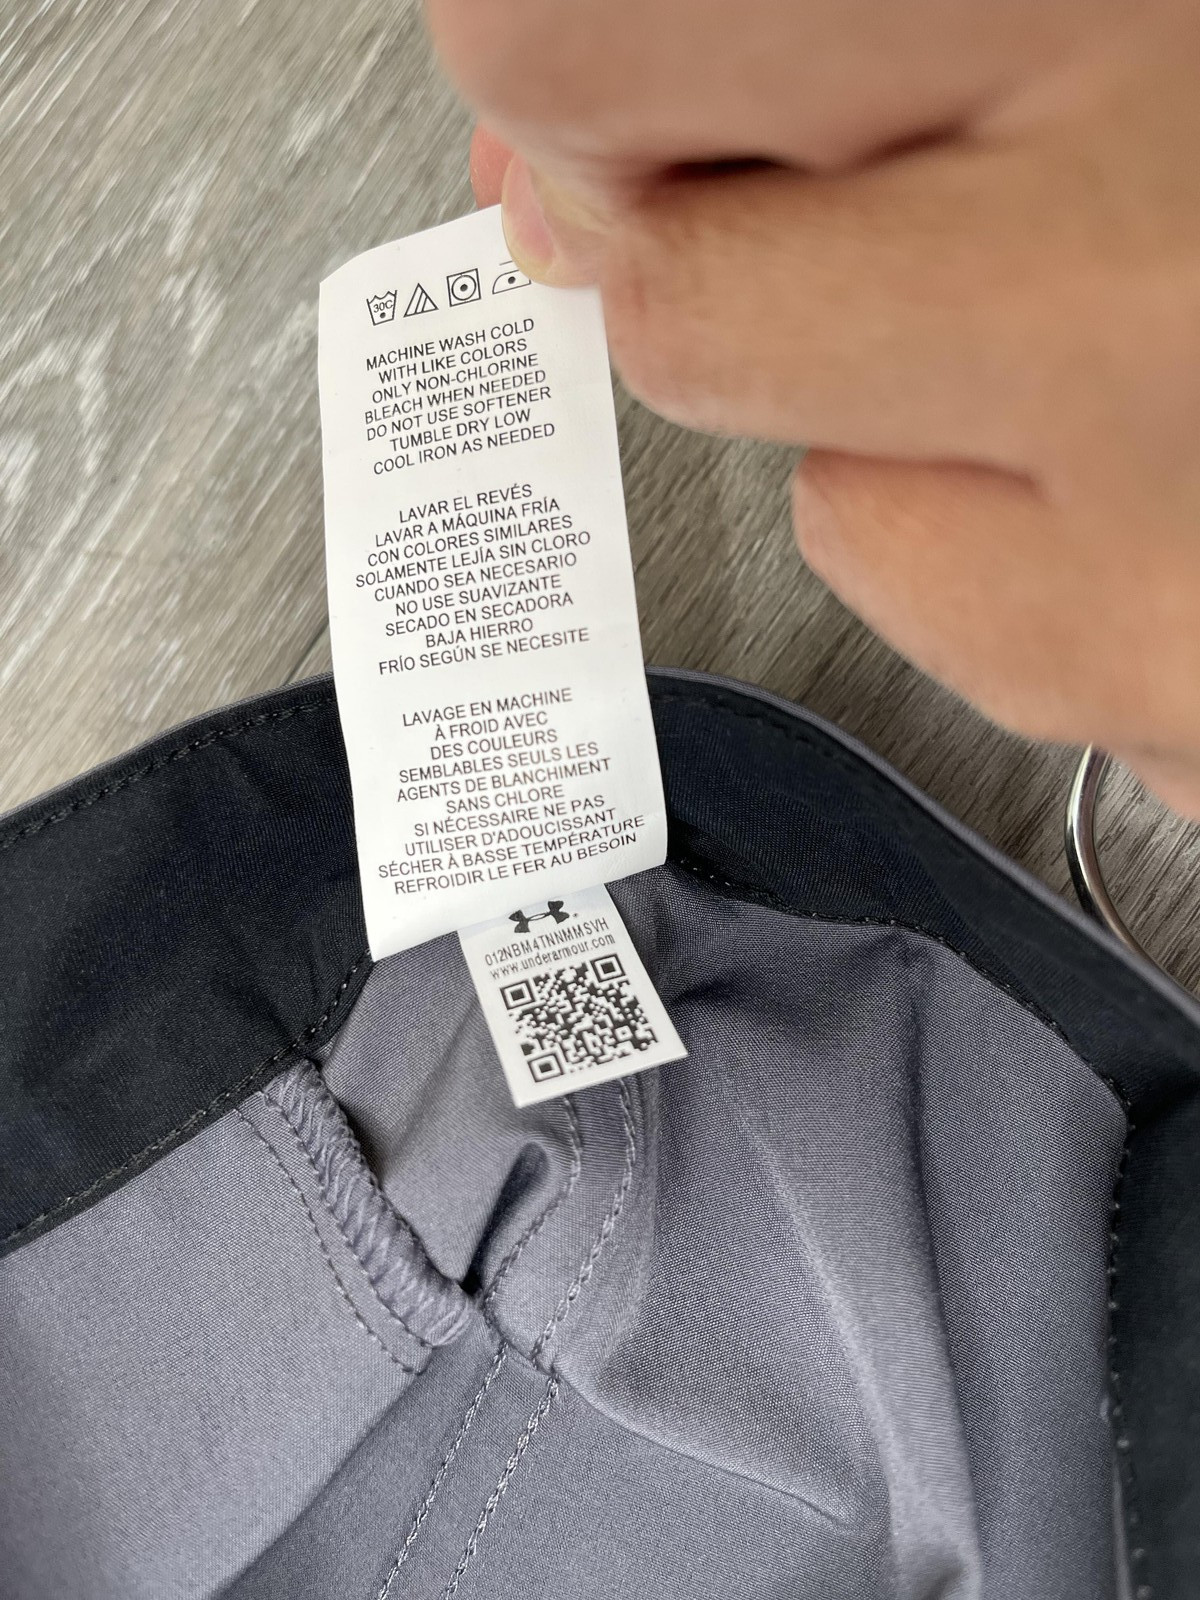 30C
MACHINE WASH COLD
WITH LIKE COLORS
ONLY NON-CHLORINE
BLEACH WHEN NEEDED
DO NOT USE SOFTENER
TUMBLE DRY LOW
COOL IRON AS NEEDED
LAVAR EL REVÉS
LAVAR A MÁQUINA FRÍA
CON COLORES SIMILARES
SOLAMENTE LEJÍA SIN CLORO
CUANDO SEA NECESARIO
NO USE SUAVIZANTE
SECADO EN SECADORA
BAJA HIERRO
FRÍO SEGÚN SE NECESITE
LAVAGE EN MACHINE
À FROID AVEC
DES COULEURS
SEMBLABLES SEULS LES
AGENTS DE BLANCHIMENT
SANS CHLORE
SI NÉCESSAIRE NE PAS
UTILISER D'ADOUCISSANT
SÉCHER À BASSE TEMPÉRATURE
REFROIDIR LE FER AU BESOIN
012NBM4TNNMMSVH
www.underarmour.com